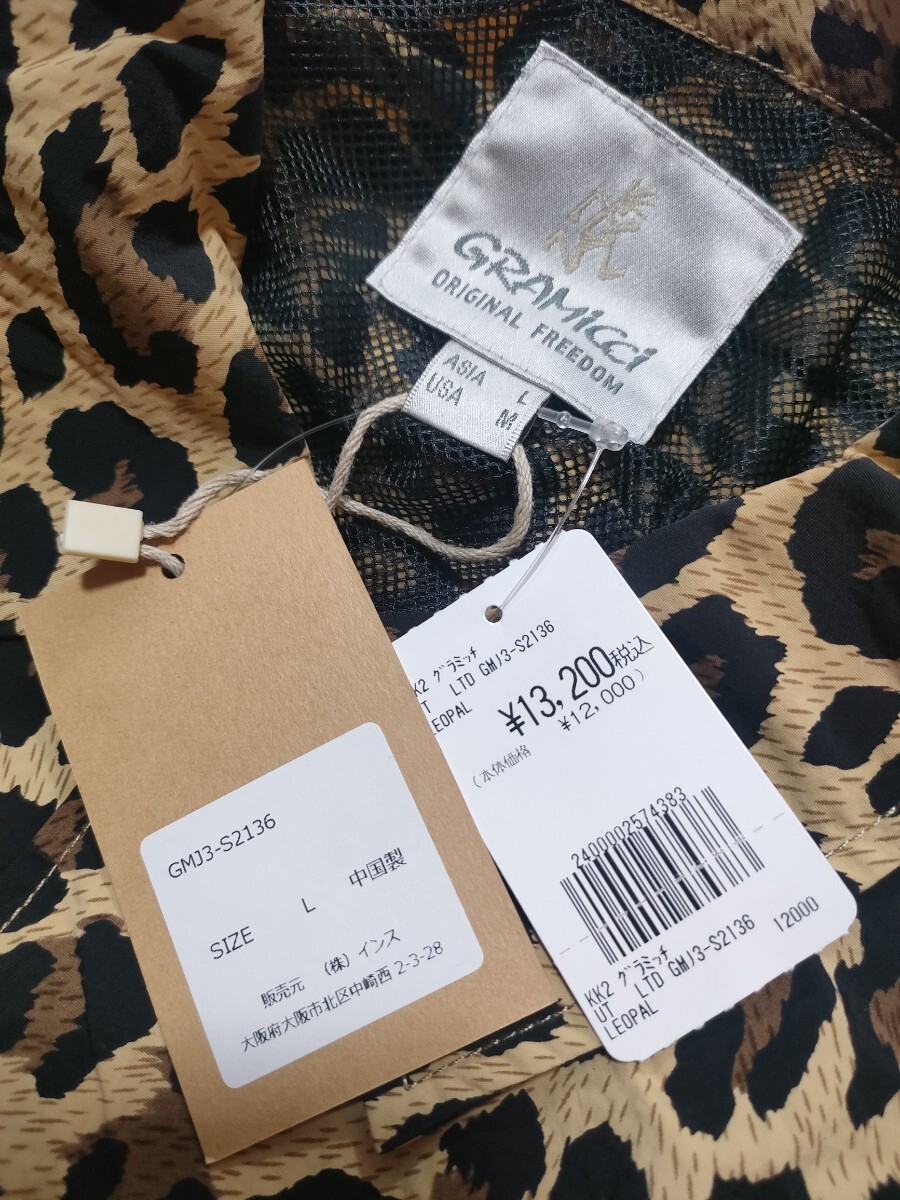 GRAMiCCi
ORIGINAL FREEDOM
ASIA L
USA M
KK2 グラミッチ
UT LTD GMJ3-S2136
LEOPAL
¥13,200税込
(本体価格 ¥12,000)
2400002574383
KK2 グラミッチ
UT LTD GMJ3-S2136 12000
LEOPAL
GMJ3-S2136
SIZE L 中国製
販売元 (株)インス
大阪府大阪市北区中崎西2-3-28